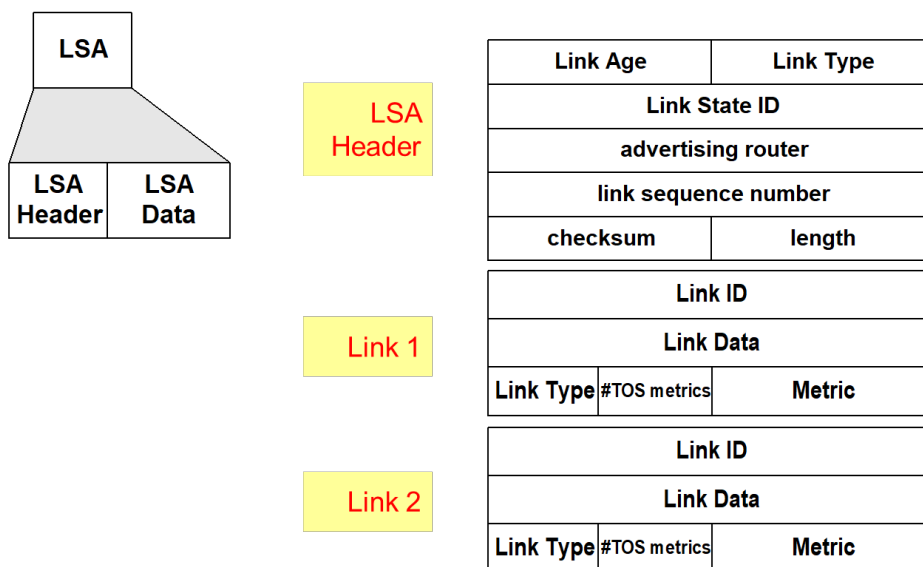 LSA
LSA Header
LSA Data
LSA
Header
Link Age Link Type
Link State ID
advertising router
link sequence number
checksum length
Link 1
Link ID
Link Data
Link Type #TOS metrics Metric
Link 2
Link ID
Link Data
Link Type #TOS metrics Metric